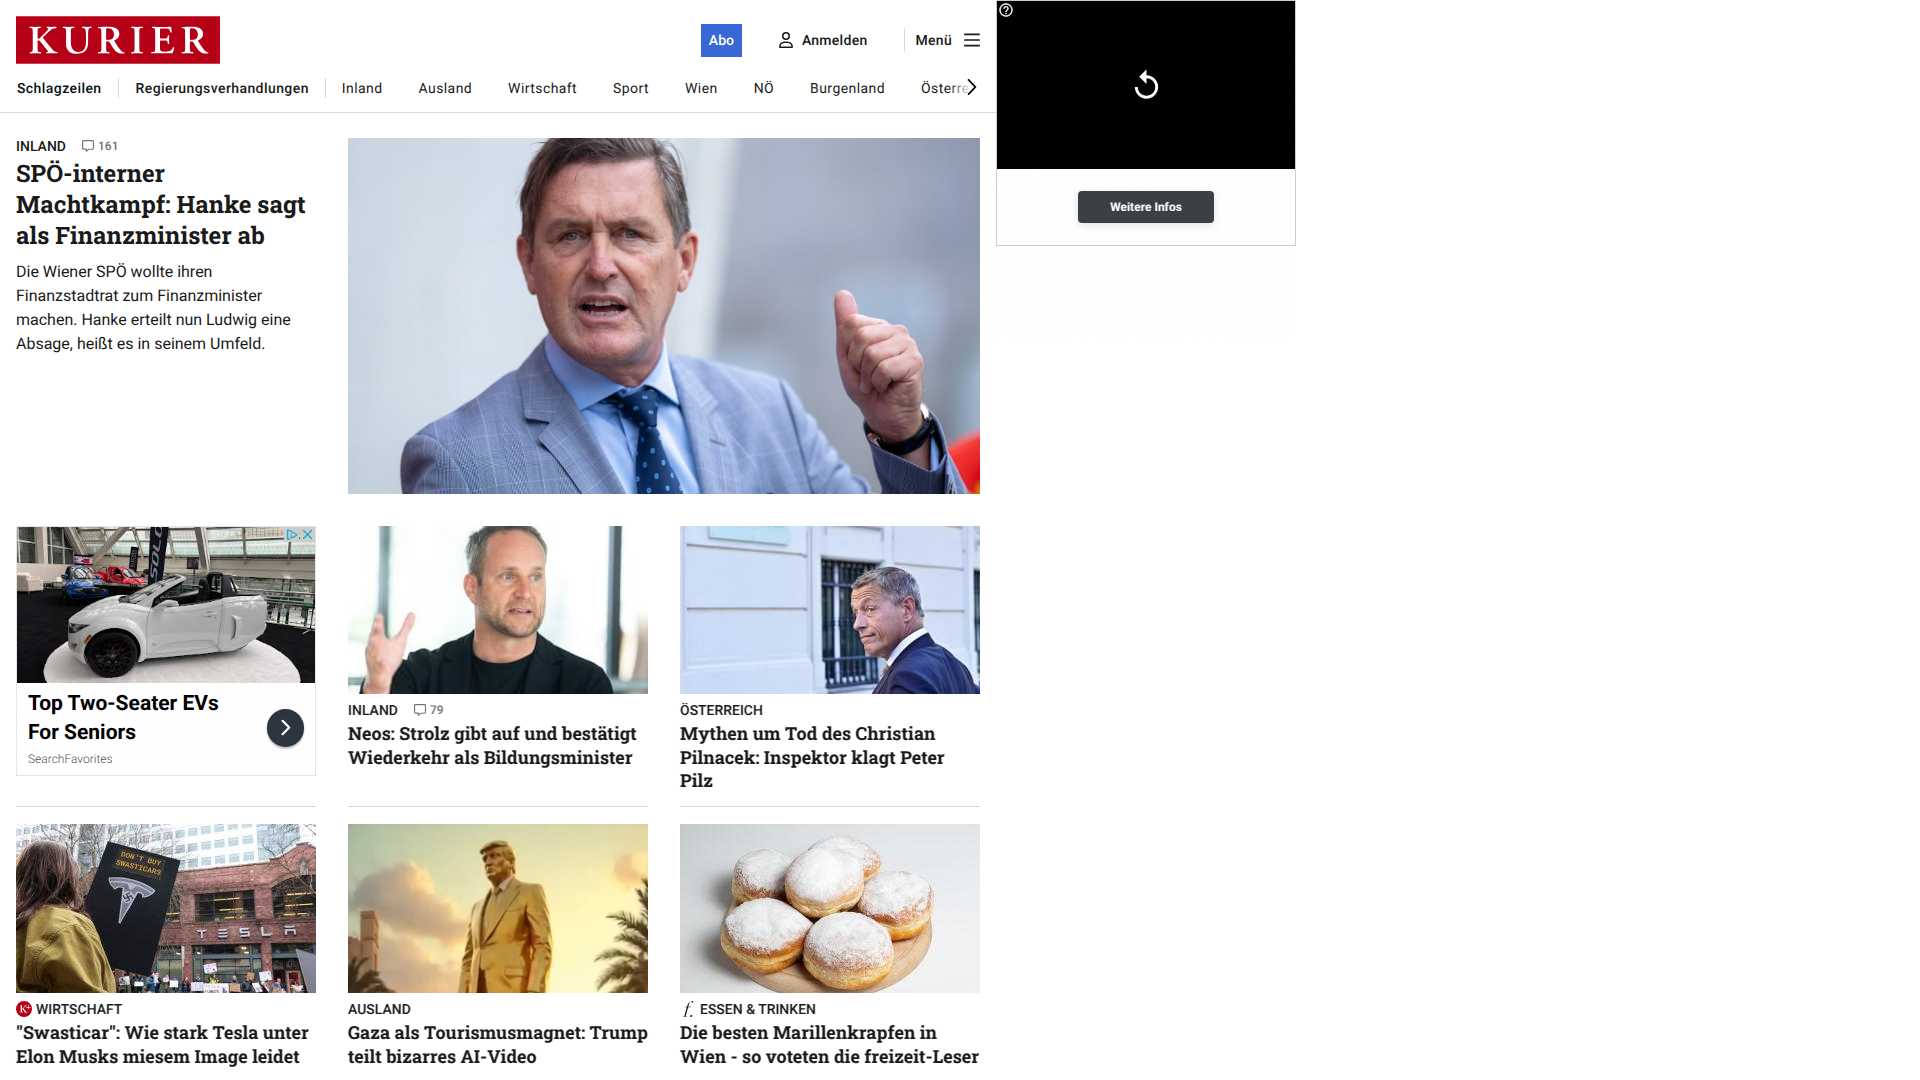 KURIER
Abo
Anmelden
Menü
Schlagzeilen
Regierungsverhandlungen
Inland
Ausland
Wirtschaft
Sport
Wien
NÖ
Burgenland
INLAND 161
SPÖ-interner
Machtkampf: Hanke sagt
als Finanzminister ab
Die Wiener SPÖ wollte ihren
Finanzstadtrat zum Finanzminister
machen. Hanke erteilt nun Ludwig eine
Absage, heißt es in seinem Umfeld.
Weitere Infos
Top Two-Seater EVs
For Seniors
SearchFavorites
INLAND 79
Neos: Strolz gibt auf und bestätigt
Wiederkehr als Bildungsminister
ÖSTERREICH
Mythen um Tod des Christian
Pilnacek: Inspektor klagt Peter
Pilz
DON'T BUY
SWASTICARS
TESLA
WIRTSCHAFT
"Swasticar": Wie stark Tesla unter
Elon Musks miesem Image leidet
AUSLAND
Gaza als Tourismusmagnet: Trump
teilt bizarres AI-Video
f. ESSEN & TRINKEN
Die besten Marillenkrapfen in
Wien - so voteten die freizeit-Leser